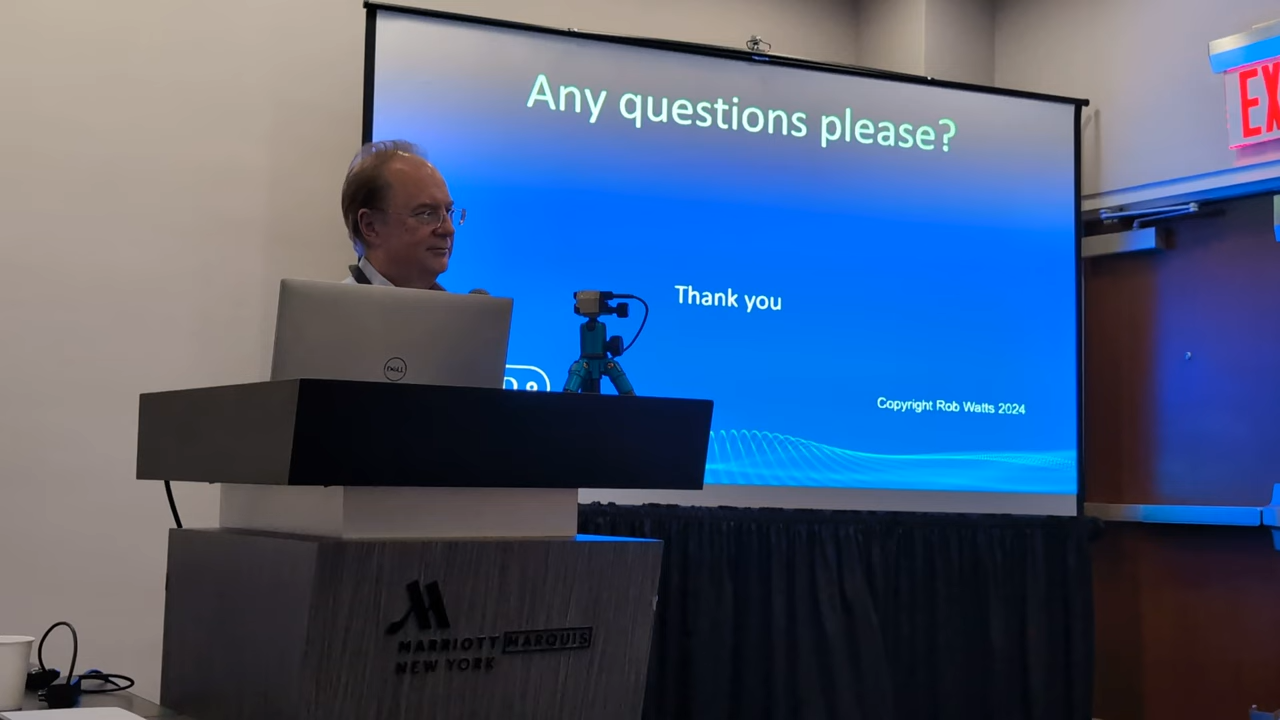 Any questions please?
EX
Thank you
DELL
Copyright Rob Watts 2024
MARRIOTT MARQUIS
NEW YORK